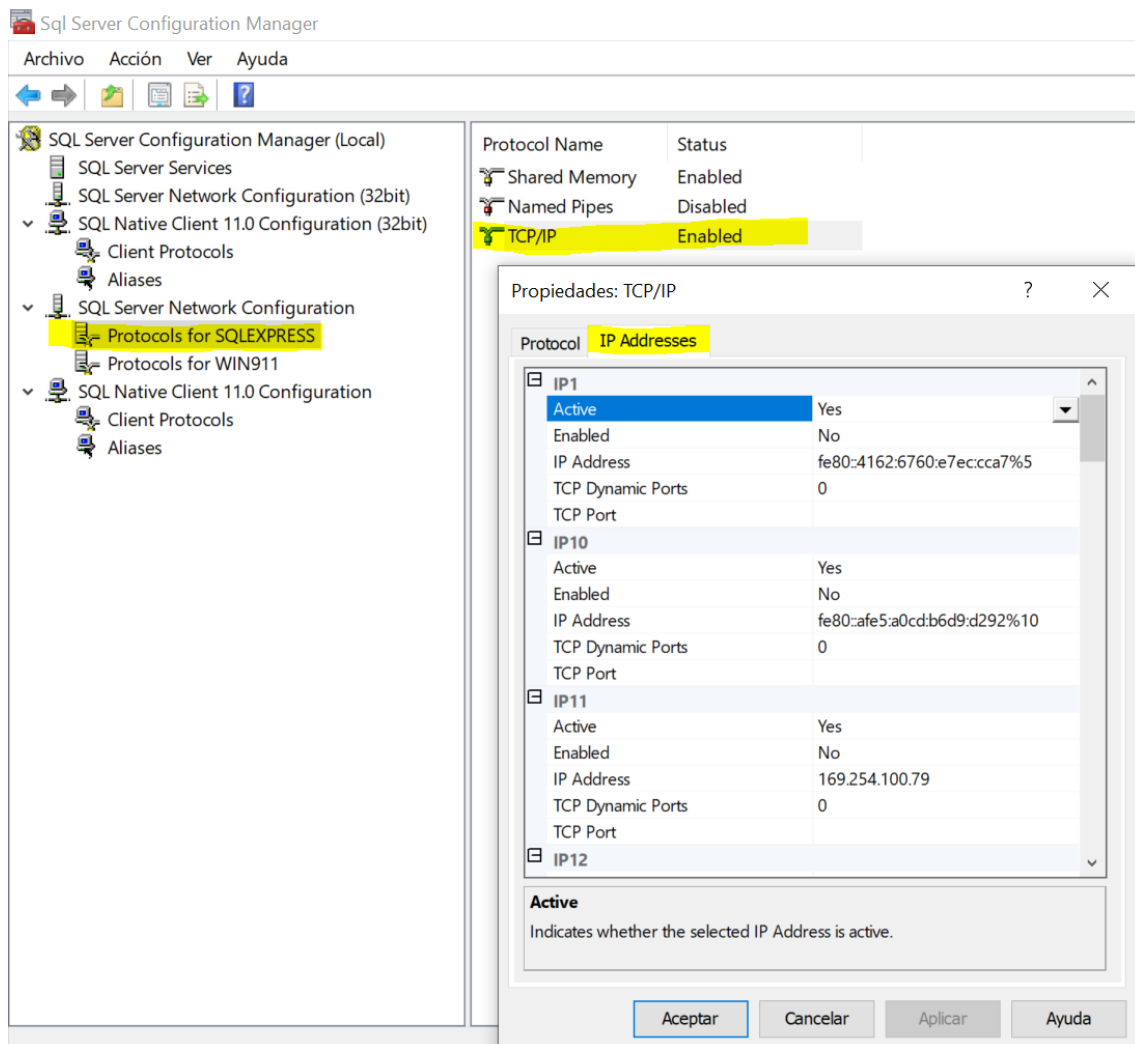 Sql Server Configuration Manager
Archivo Acción Ver Ayuda
SQL Server Configuration Manager (Local)
SQL Server Services
SQL Server Network Configuration (32bit)
SQL Native Client 11.0 Configuration (32bit)
Client Protocols
Aliases
SQL Server Network Configuration
Protocols for SQLEXPRESS
Protocols for WIN911
SQL Native Client 11.0 Configuration
Client Protocols
Aliases
Protocol Name Status
Shared Memory Enabled
Named Pipes Disabled
TCP/IP Enabled
Propiedades: TCP/IP ?
Protocol IP Addresses
IP1
Active Yes
Enabled No
IP Address fe80::4162:6760:e7ec:cca7%5
TCP Dynamic Ports 0
TCP Port
IP10
Active Yes
Enabled No
IP Address fe80::afe5:a0cd:b6d9:d292%10
TCP Dynamic Ports 0
TCP Port
IP11
Active Yes
Enabled No
IP Address 169.254.100.79
TCP Dynamic Ports 0
TCP Port
IP12
Active
Indicates whether the selected IP Address is active.
Aceptar Cancelar Aplicar Ayuda